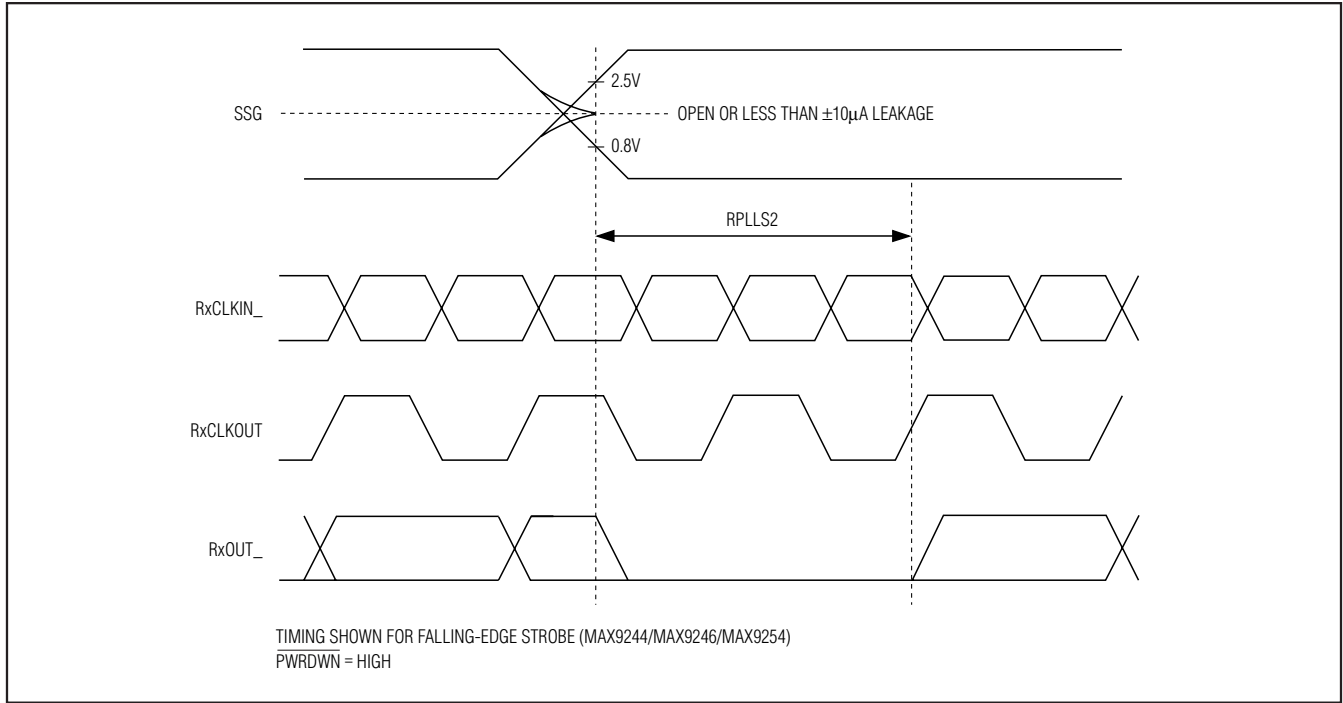 2.5V
SSG
OPEN OR LESS THAN ±10µA LEAKAGE
0.8V
RPLLS2
RxCLKIN_
RxCLKOUT
RxOUT_
TIMING SHOWN FOR FALLING-EDGE STROBE (MAX9244/MAX9246/MAX9254)
PWRDWN = HIGH